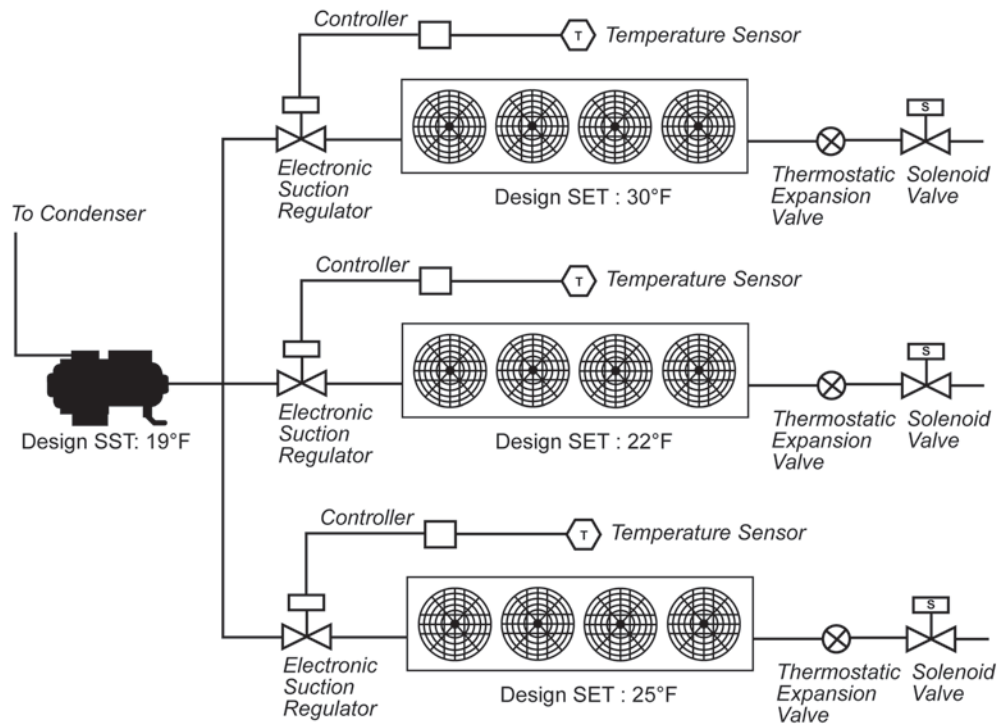 Controller
T
Temperature Sensor
S
Electronic
Suction
Regulator
Design SET : 30°F
Thermostatic
Expansion
Valve
Solenoid
Valve
To Condenser
Controller
T
Temperature Sensor
S
Design SST: 19°F
Electronic
Suction
Regulator
Design SET : 22°F
Thermostatic
Expansion
Valve
Solenoid
Valve
Controller
T
Temperature Sensor
S
Electronic
Suction
Regulator
Design SET : 25°F
Thermostatic
Expansion
Valve
Solenoid
Valve